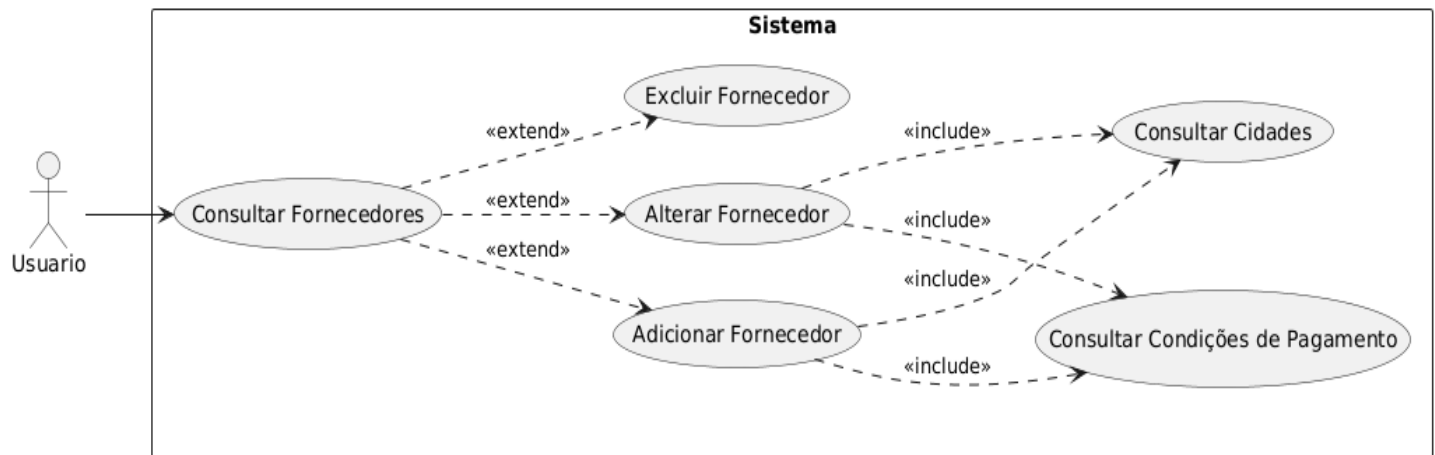 Sistema
Excluir Fornecedor
«extend»
«include»
Consultar Cidades
Consultar Fornecedores
«extend»
Alterar Fornecedor
«include»
«extend»
Usuario
«include»
Adicionar Fornecedor
Consultar Condições de Pagamento
«include»